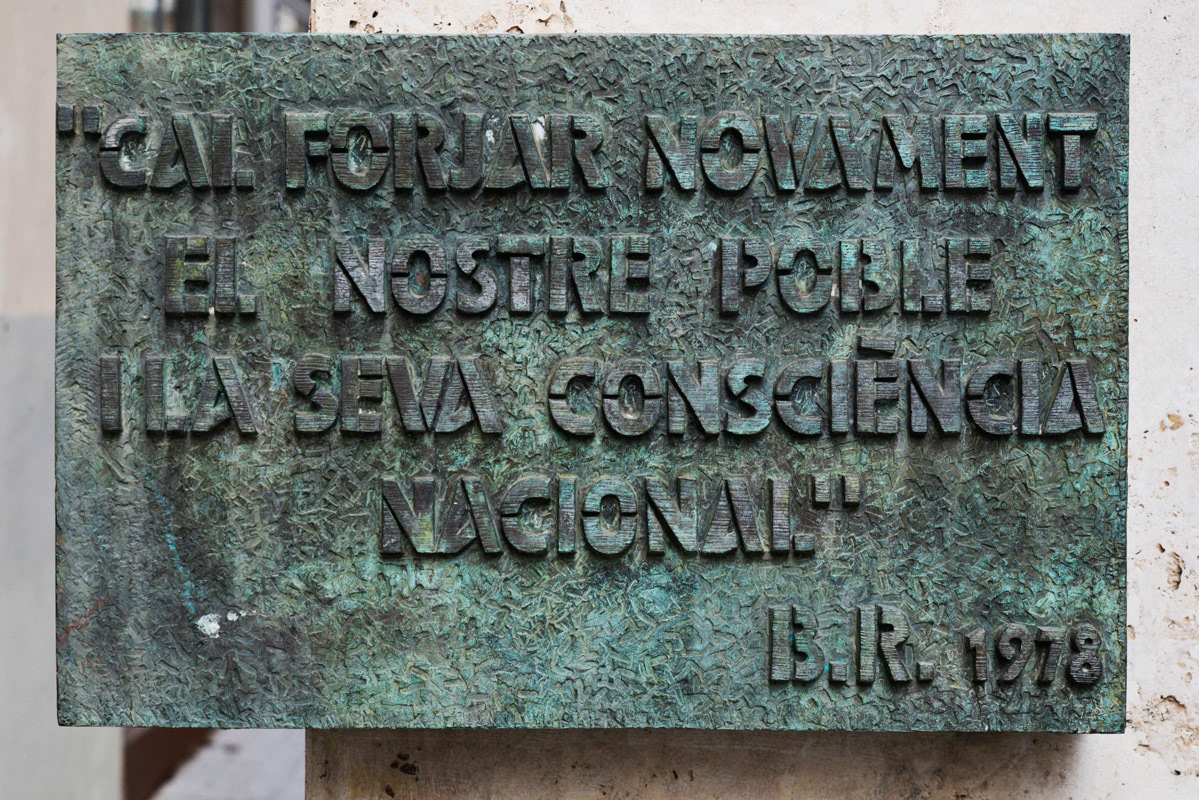 "CAL FORJAR NOVAMENT
EL NOSTRE POBLE
I LA SEVA CONSCIÈNCIA
NACIONAL"
B.R. 1978